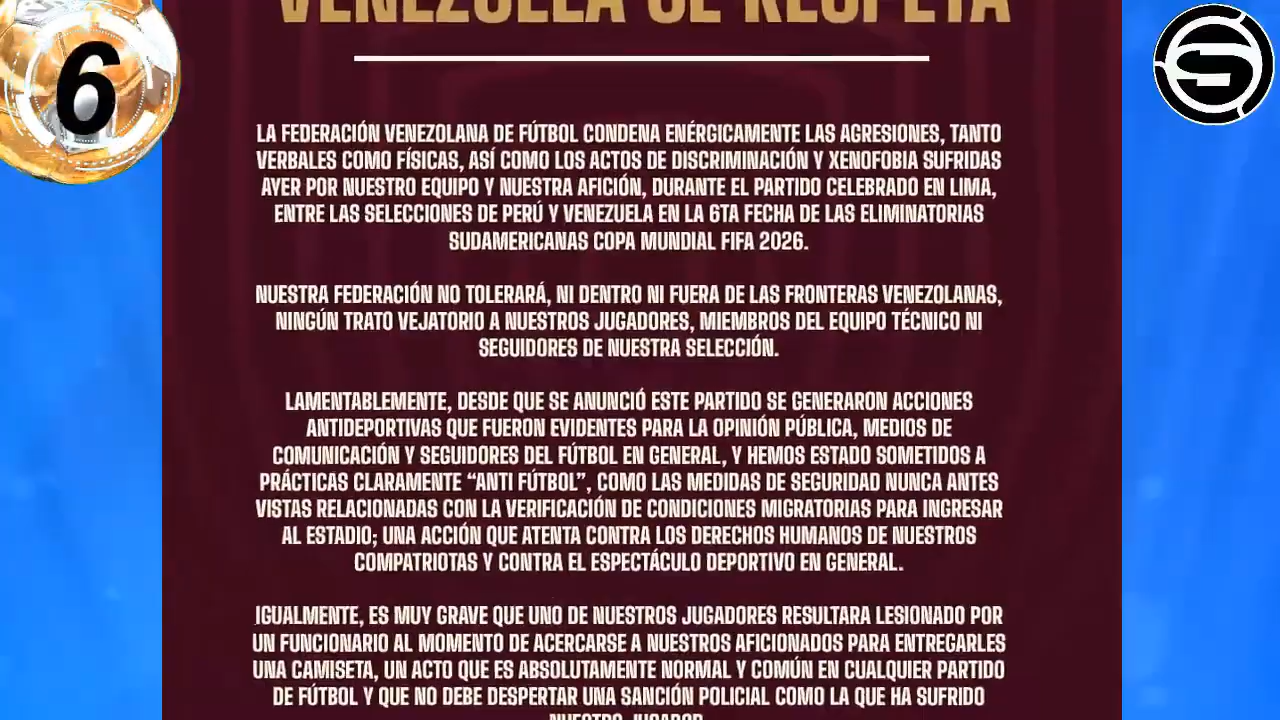 VENEZUELA SE RESPETA
6
LA FEDERACIÓN VENEZOLANA DE FÚTBOL CONDENA ENÉRGICAMENTE LAS AGRESIONES, TANTO
VERBALES COMO FÍSICAS, ASÍ COMO LOS ACTOS DE DISCRIMINACIÓN Y XENOFOBIA SUFRIDAS
AYER POR NUESTRO EQUIPO Y NUESTRA AFICIÓN, DURANTE EL PARTIDO CELEBRADO EN LIMA,
ENTRE LAS SELECCIONES DE PERÚ Y VENEZUELA EN LA 6TA FECHA DE LAS ELIMINATORIAS
SUDAMERICANAS COPA MUNDIAL FIFA 2026.
NUESTRA FEDERACIÓN NO TOLERARÁ, NI DENTRO NI FUERA DE LAS FRONTERAS VENEZOLANAS,
NINGÚN TRATO VEJATORIO A NUESTROS JUGADORES, MIEMBROS DEL EQUIPO TÉCNICO NI
SEGUIDORES DE NUESTRA SELECCIÓN.
LAMENTABLEMENTE, DESDE QUE SE ANUNCIÓ ESTE PARTIDO SE GENERARON ACCIONES
ANTIDEPORTIVAS QUE FUERON EVIDENTES PARA LA OPINIÓN PÚBLICA, MEDIOS DE
COMUNICACIÓN Y SEGUIDORES DEL FÚTBOL EN GENERAL, Y HEMOS ESTADO SOMETIDOS A
PRÁCTICAS CLARAMENTE “ANTI FÚTBOL”, COMO LAS MEDIDAS DE SEGURIDAD NUNCA ANTES
VISTAS RELACIONADAS CON LA VERIFICACIÓN DE CONDICIONES MIGRATORIAS PARA INGRESAR
AL ESTADIO; UNA ACCIÓN QUE ATENTA CONTRA LOS DERECHOS HUMANOS DE NUESTROS
COMPATRIOTAS Y CONTRA EL ESPECTÁCULO DEPORTIVO EN GENERAL.
IGUALMENTE, ES MUY GRAVE QUE UNO DE NUESTROS JUGADORES RESULTARA LESIONADO POR
UN FUNCIONARIO AL MOMENTO DE ACERCARSE A NUESTROS AFICIONADOS PARA ENTREGARLES
UNA CAMISETA, UN ACTO QUE ES ABSOLUTAMENTE NORMAL Y COMÚN EN CUALQUIER PARTIDO
DE FÚTBOL Y QUE NO DEBE DESPERTAR UNA SANCIÓN POLICIAL COMO LA QUE HA SUFRIDO
NUESTRO JUGADOR